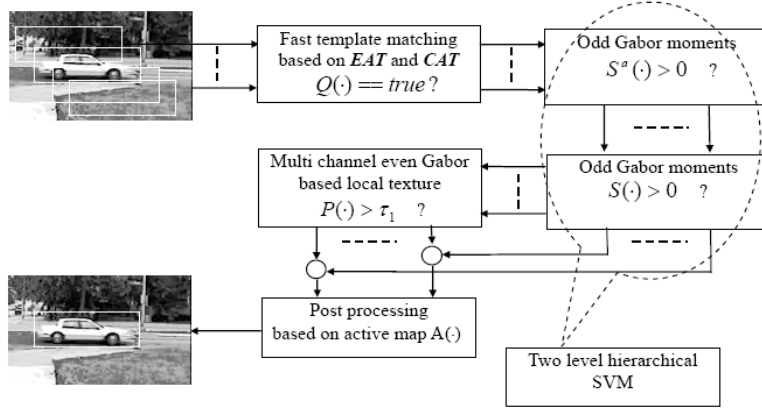 Fast template matching
based on EAT and CAT
Q(·) == true ?
Odd Gabor moments
Sᵃ(·) > 0 ?
Multi channel even Gabor
based local texture
P(·) > τ₁ ?
Odd Gabor moments
S(·) > 0 ?
Post processing
based on active map A(·)
Two level hierarchical
SVM